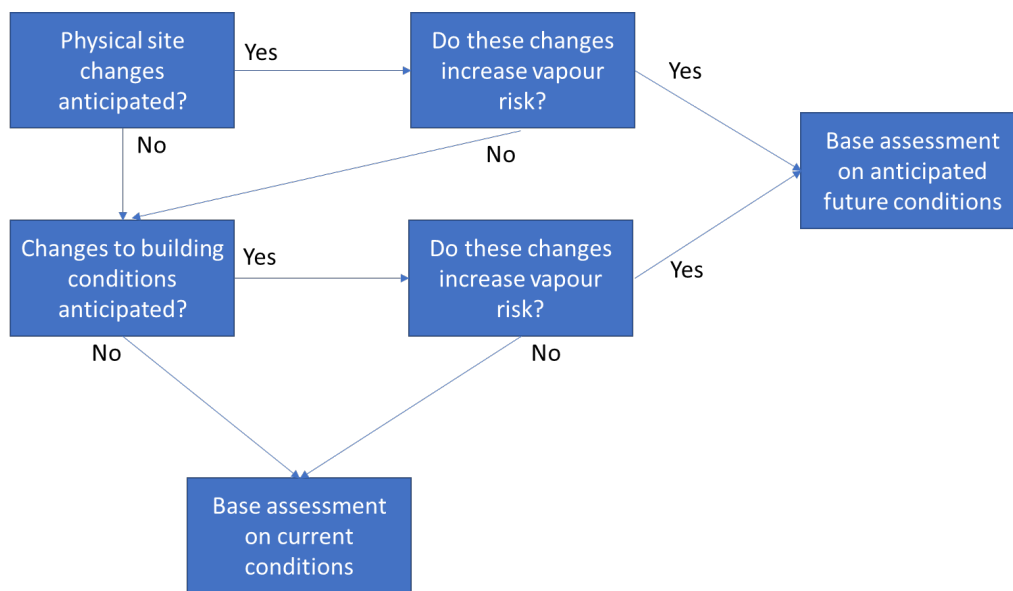 Physical site
changes
anticipated?
Yes
Do these changes
increase vapour
risk?
Yes
No
No
Base assessment
on anticipated
future conditions
Changes to building
conditions
anticipated?
Yes
Do these changes
increase vapour
risk?
Yes
No
No
Base assessment
on current
conditions